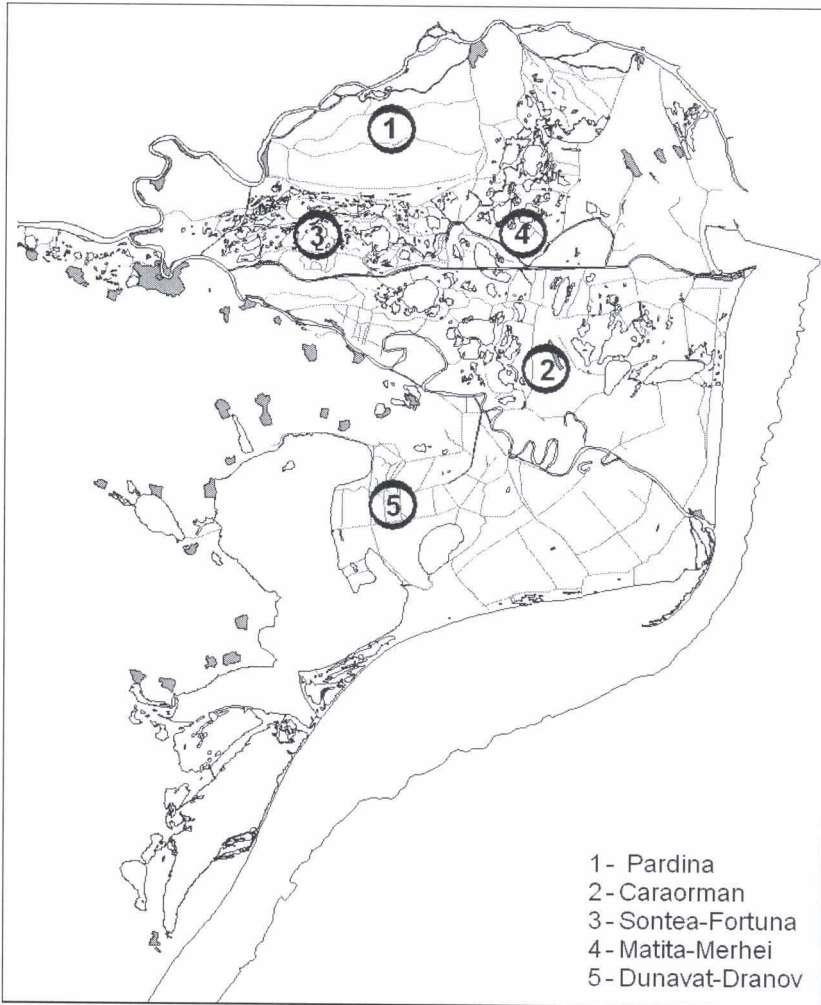 1
3
4
2
5
1 - Pardina
2 - Caraorman
3 - Sontea-Fortuna
4 - Matita-Merhei
5 - Dunavat-Dranov